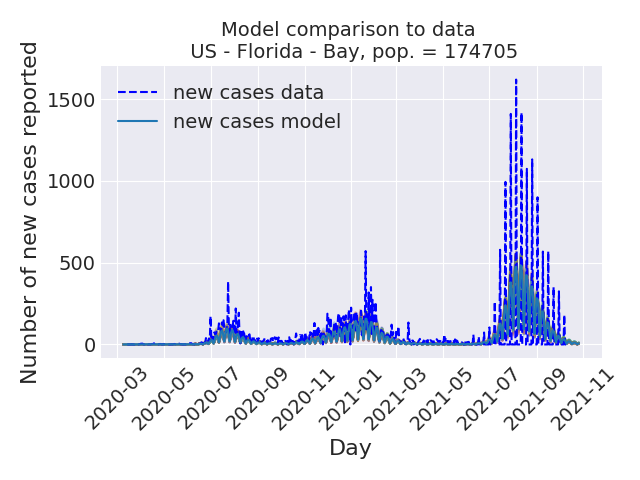 Model comparison to data
US - Florida - Bay, pop. = 174705
Number of new cases reported
1500
1000
500
0
new cases data
new cases model
2020-03
2020-05
2020-07
2020-09
2020-11
2021-01
2021-03
2021-05
2021-07
2021-09
2021-11
Day